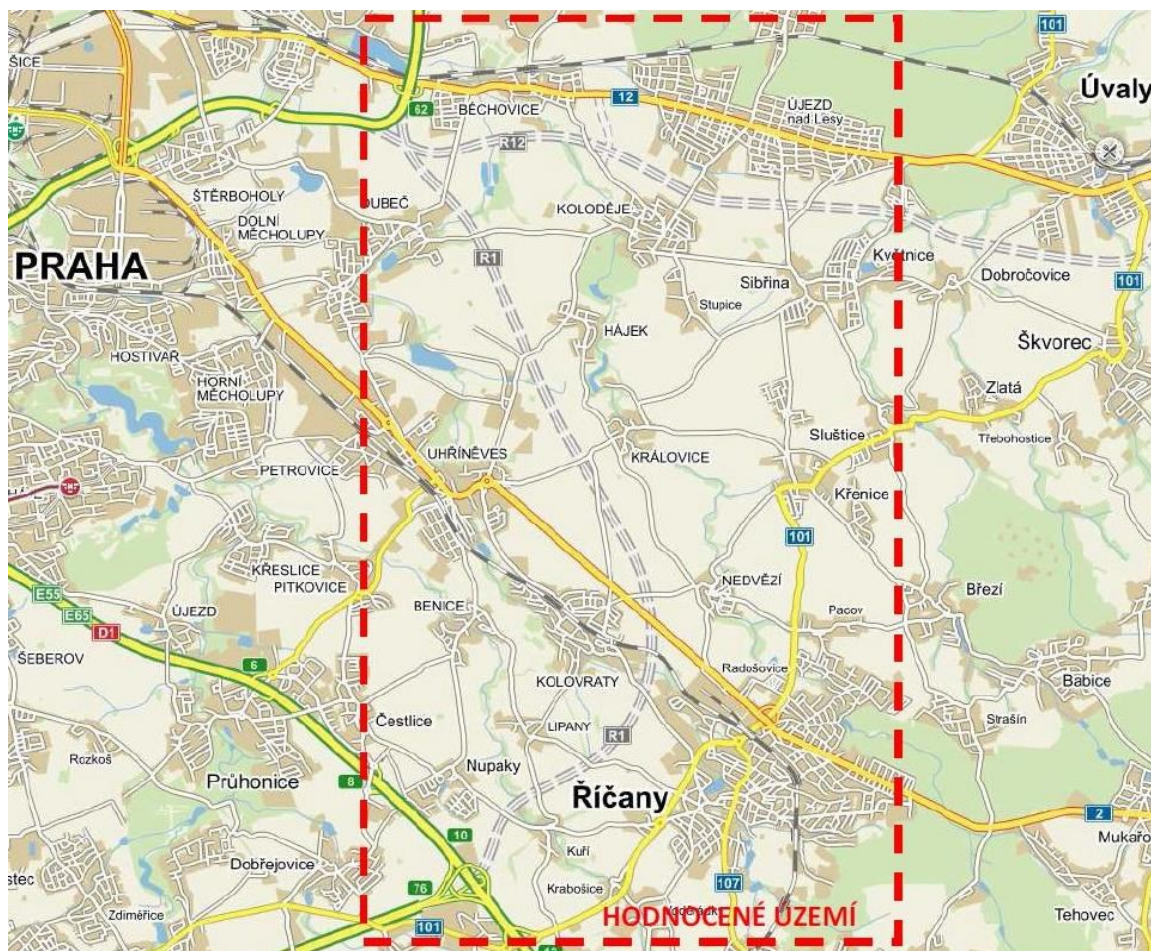 101
ŠICE
Úvaly
62
BĚCHOVICE
12
ÚJEZD
nad Lesy
R12
ŠTĚRBOHOLY
DUBEČ
KOLODĚJE
DOLNÍ
MĚCHOLUPY
PRAHA
R1
Květnice
Dobročovice
101
Sibřina
Stupice
HÁJEK
Škvorec
HOSTIVAŘ
HORNÍ
MĚCHOLUPY
Zlatá
Sluštice
Třebohostice
UHŘÍNĚVES
KRÁLOVICE
PETROVICE
Křenice
101
KŘESLICE
PITKOVICE
NEDVĚZÍ
Březí
E55
E65
D1
ÚJEZD
BENICE
Pacov
ŠEBEROV
6
Radošovice
KOLOVRATY
Babice
Čestlice
LIPANY
Strašín
R1
Rozkoš
Nupaky
Průhonice
8
Říčany
2
10
Mukařo
Kuří
Dobřejovice
76
Krabošice
stec
107
Zdiměřice
101
HODNOCENÉ ÚZEMÍ
Tehovec